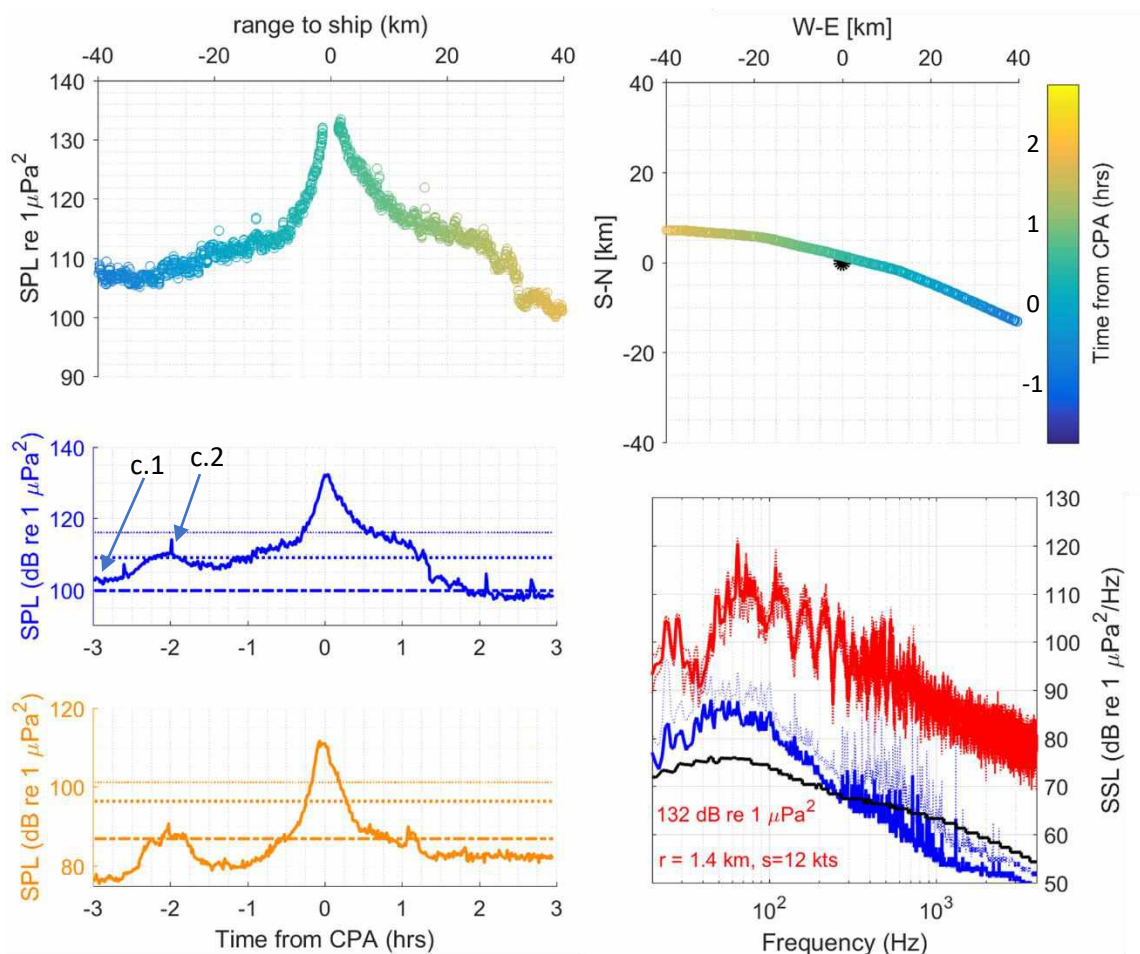 range to ship (km)
-40 -20 0 20 40
140
130
120
110
100
90
SPL re 1µPa²
W-E [km]
-40 -20 0 20 40
40
20
0
-20
-40
S-N [km]
2
1
0
-1
Time from CPA (hrs)
140
120
100
SPL (dB re 1 µPa²)
c.1
c.2
-3 -2 -1 0 1 2 3
120
100
80
SPL (dB re 1 µPa²)
-3 -2 -1 0 1 2 3
Time from CPA (hrs)
130
120
110
100
90
80
70
60
50
SSL (dB re 1 µPa²/Hz)
132 dB re 1 µPa²
r = 1.4 km, s=12 kts
10² 10³
Frequency (Hz)